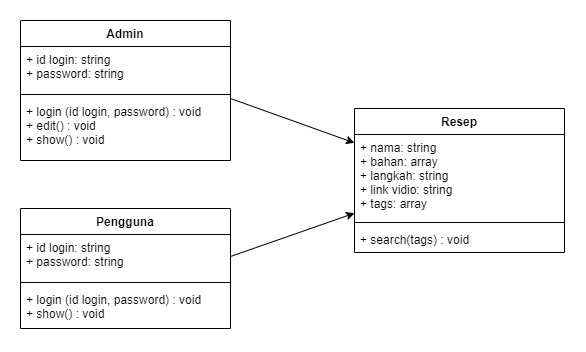 Admin
+ id login: string
+ password: string
+ login (id login, password) : void
+ edit() : void
+ show() : void
Resep
+ nama: string
+ bahan: array
+ langkah: string
+ link vidio: string
+ tags: array
+ search(tags) : void
Pengguna
+ id login: string
+ password: string
+ login (id login, password) : void
+ show() : void